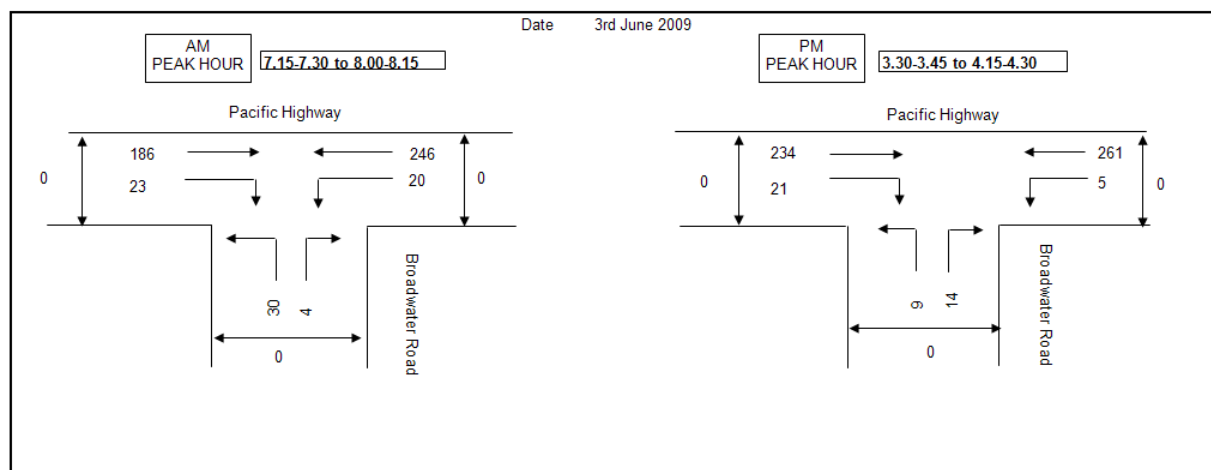 Date 3rd June 2009
AM
PEAK HOUR
7.15-7.30 to 8.00-8.15
Pacific Highway
186
246
0
23
20
0
30
4
0
Broadwater Road
PM
PEAK HOUR
3.30-3.45 to 4.15-4.30
Pacific Highway
234
261
0
21
5
0
9
14
0
Broadwater Road